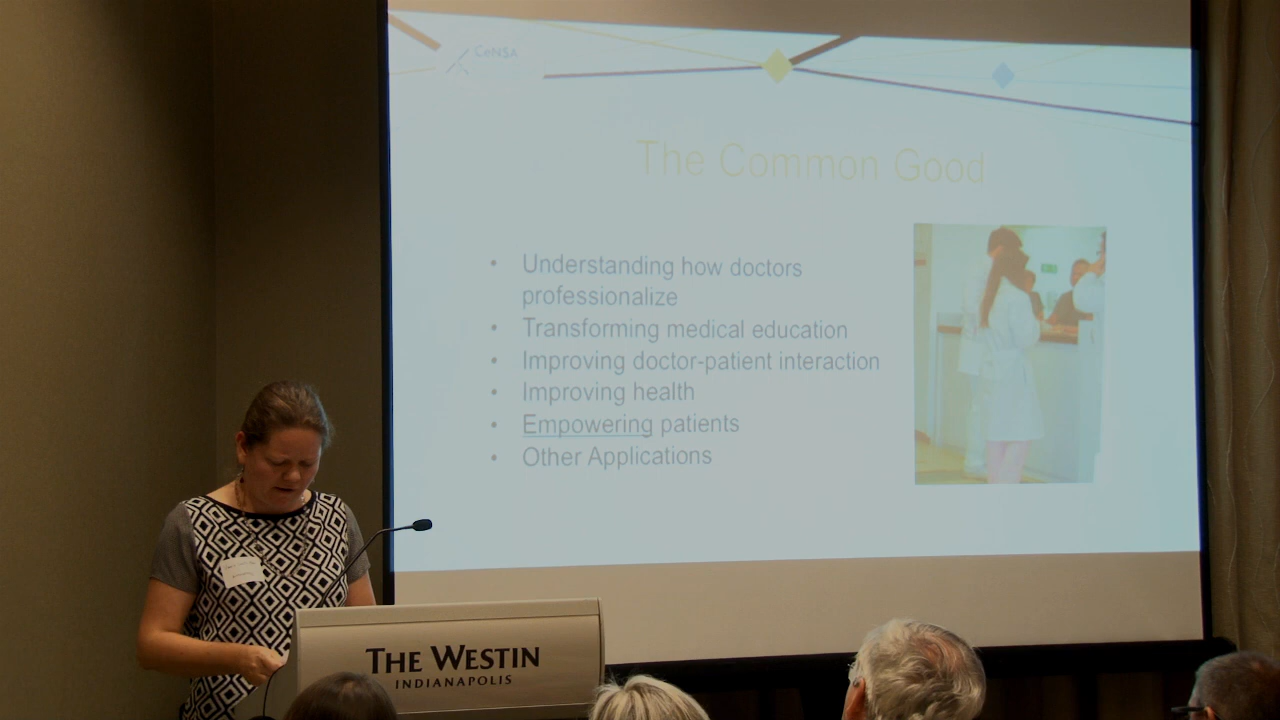 CeNSA
The Common Good
• Understanding how doctors
professionalize
• Transforming medical education
• Improving doctor-patient interaction
• Improving health
• Empowering patients
• Other Applications
THE WESTIN
INDIANAPOLIS